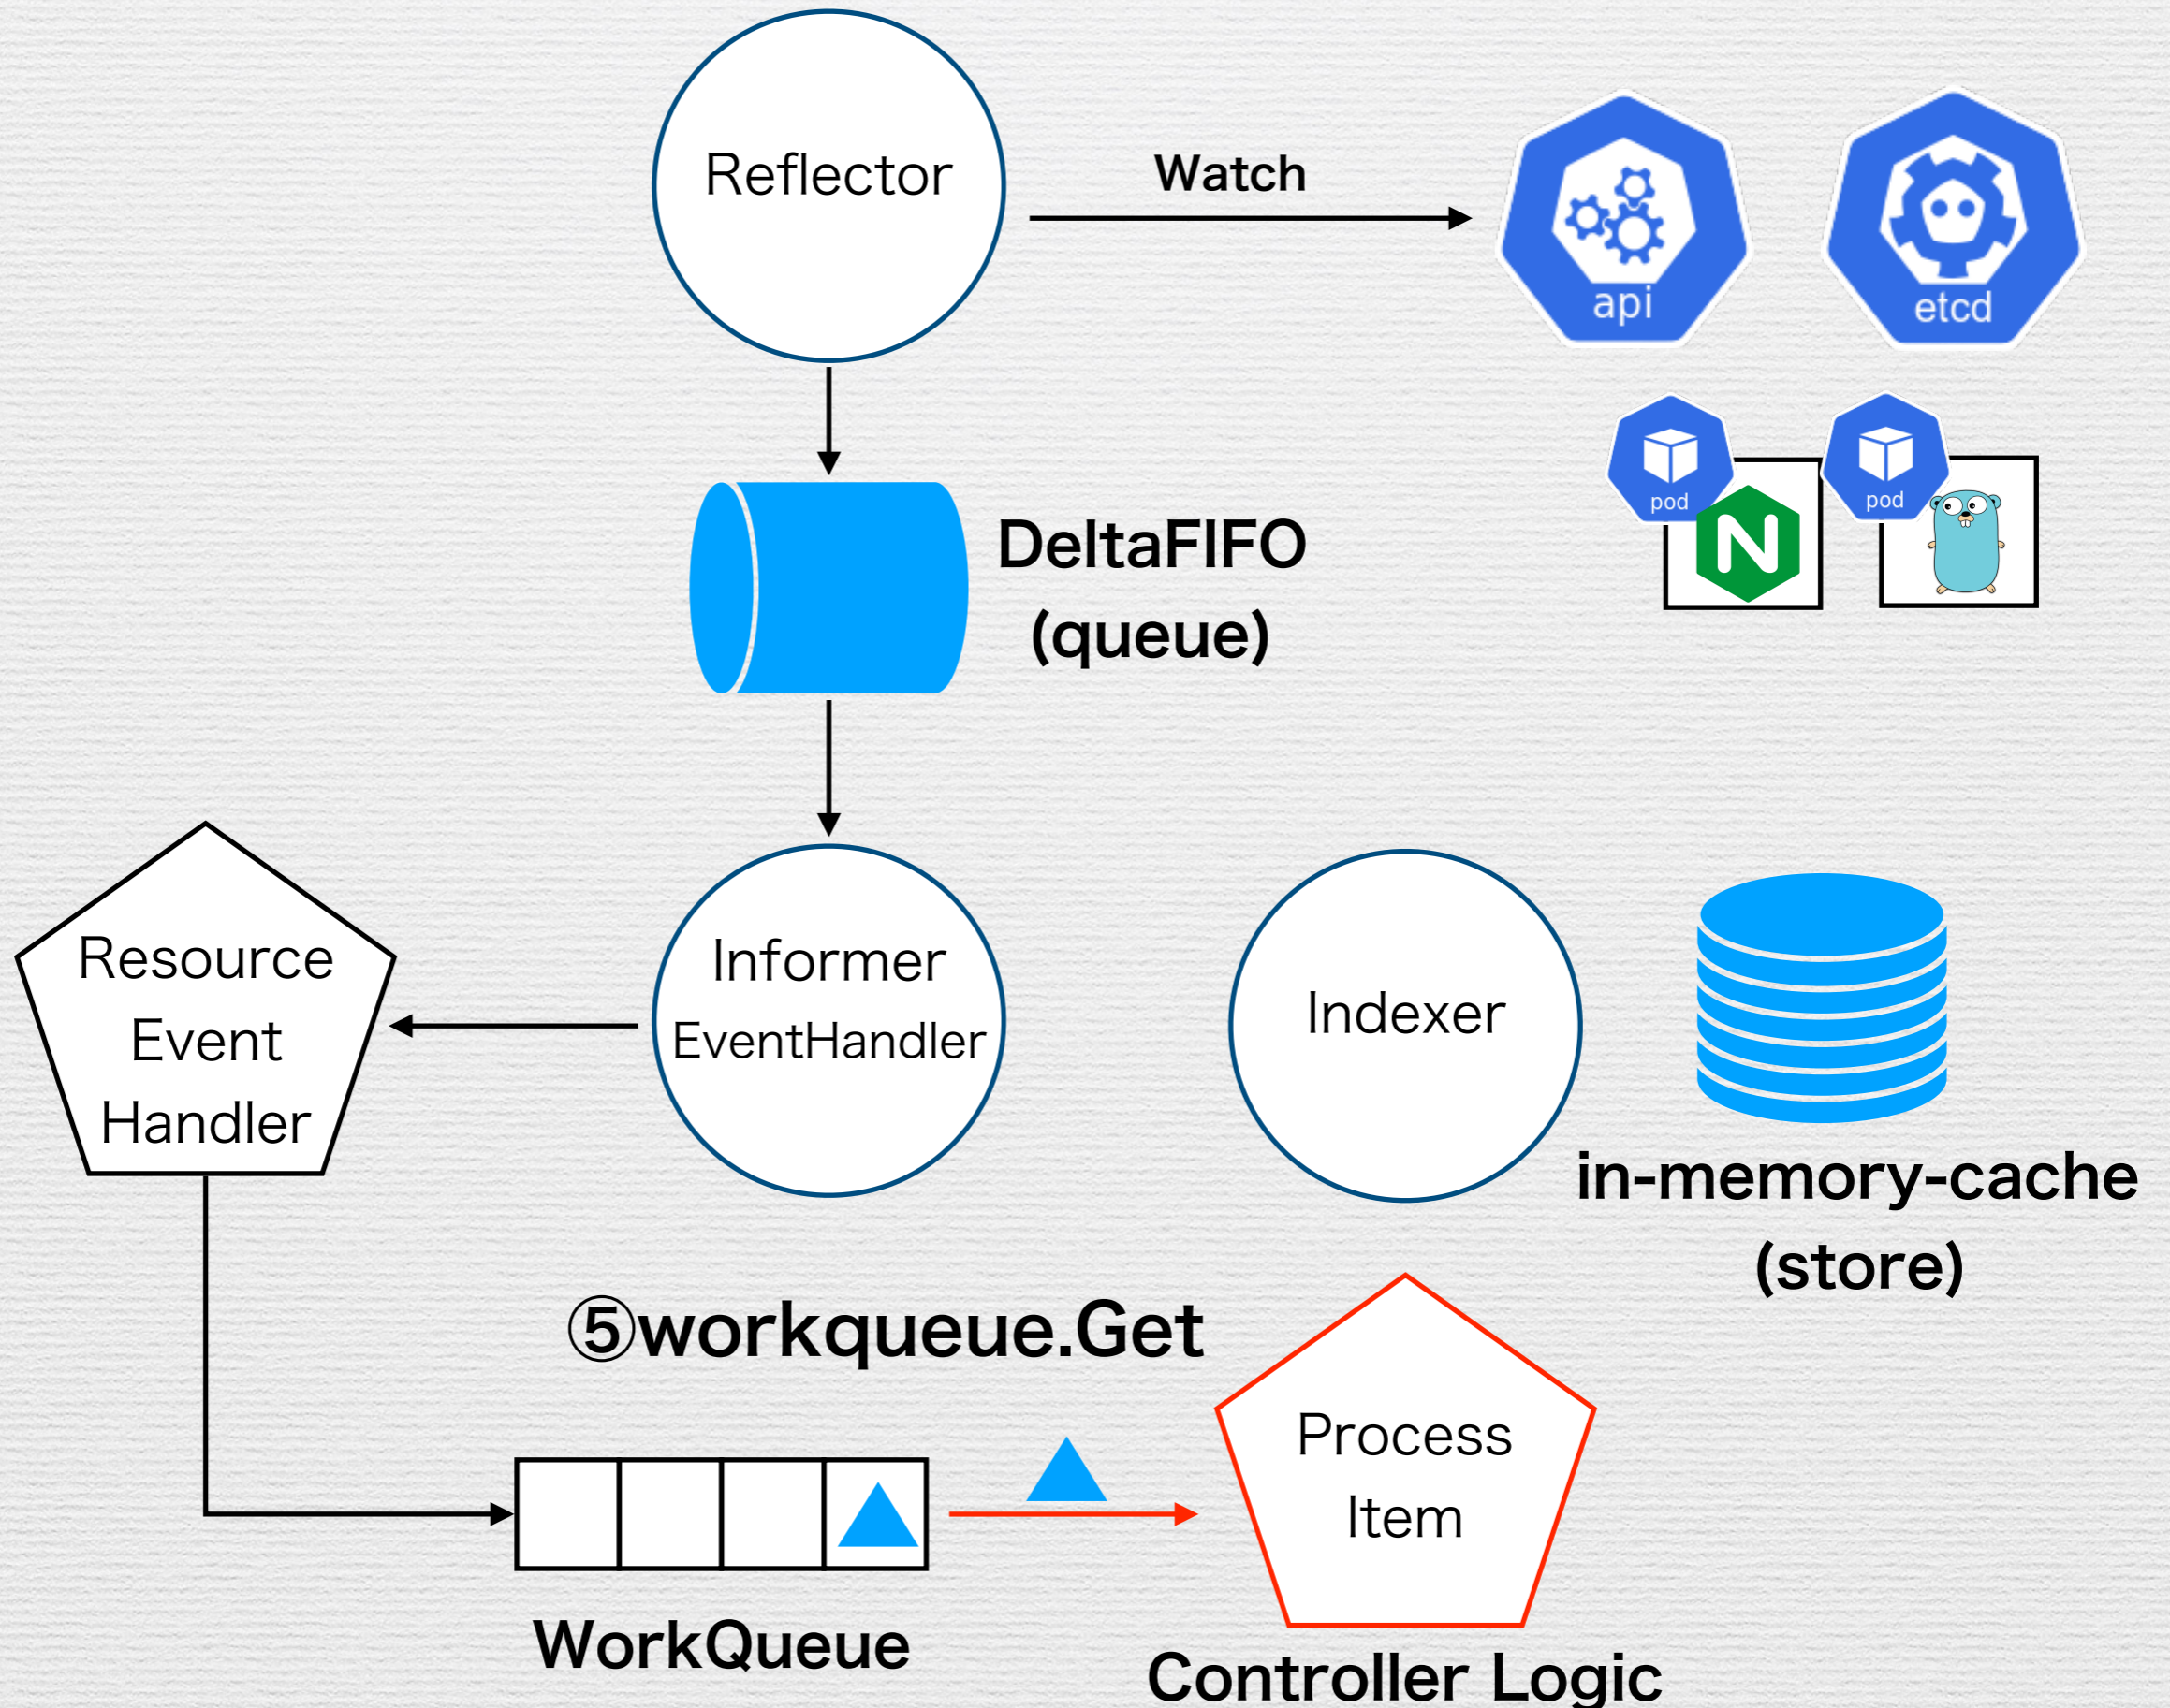 Reflector
Watch
api
etcd
pod
pod
N
DeltaFIFO
(queue)
Resource
Event
Handler
Informer
EventHandler
Indexer
in-memory-cache
(store)
⑤workqueue.Get
Process
Item
WorkQueue
Controller Logic